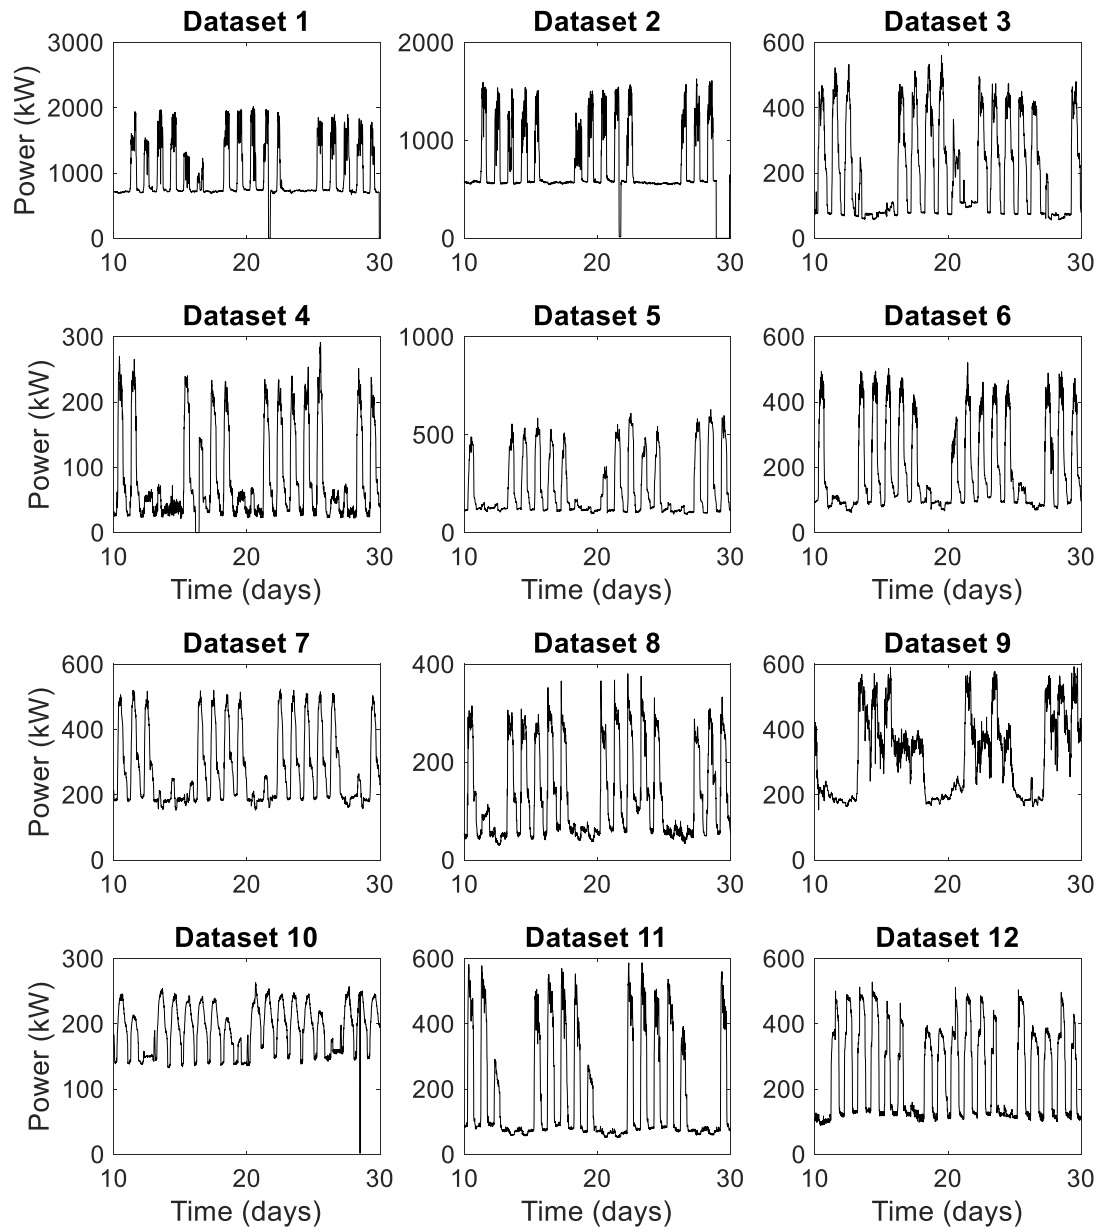 Dataset 1 Dataset 2 Dataset 3
3000 2000 600
2000 400
Power (kW) 1000 1000 200
0 0 0
10 20 30 10 20 30 10 20 30
Dataset 4 Dataset 5 Dataset 6
300 1000 600
200 400
Power (kW) 500
100 200
0 0 0
10 20 30 10 20 30 10 20 30
Time (days) Time (days) Time (days)
Dataset 7 Dataset 8 Dataset 9
600 400 600
400 400
Power (kW) 200
200 200
0 0 0
10 20 30 10 20 30 10 20 30
Dataset 10 Dataset 11 Dataset 12
300 600 600
200 400 400
Power (kW)
100 200 200
0 0 0
10 20 30 10 20 30 10 20 30
Time (days) Time (days) Time (days)